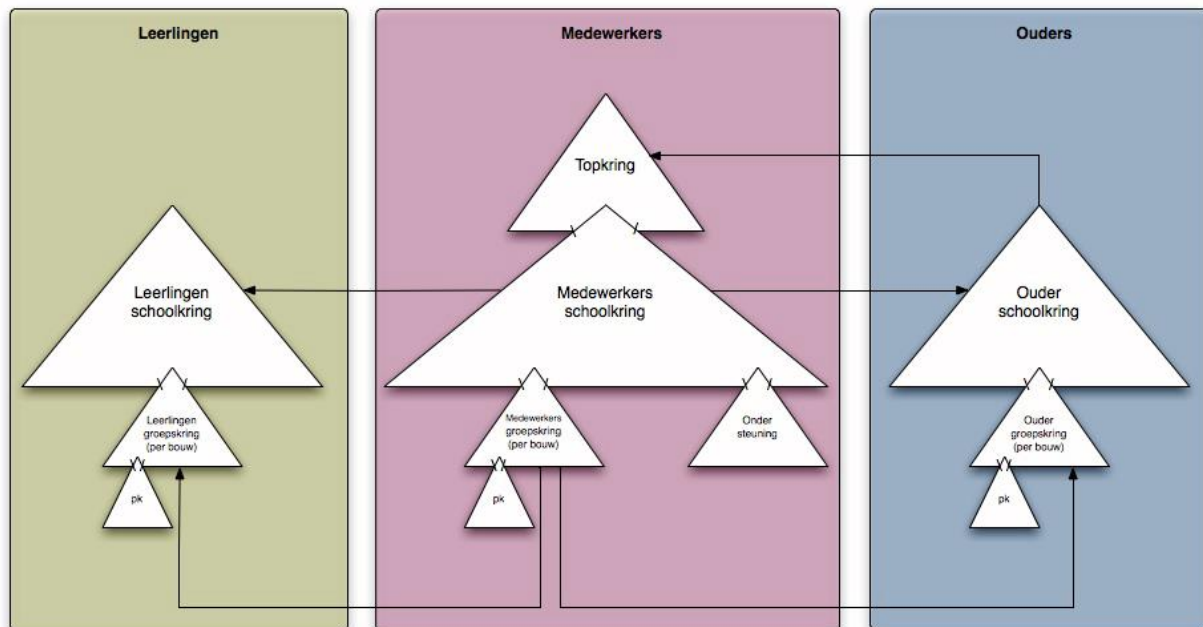 Leerlingen
Medewerkers
Ouders
Topkring
Leerlingen
schoolkring
Medewerkers
schoolkring
Ouder
schoolkring
Leerlingen
groepskring
(per bouw)
Medewerkers
groepskring
(per bouw)
Onder
steuning
Ouder
groepskring
(per bouw)
pk
pk
pk